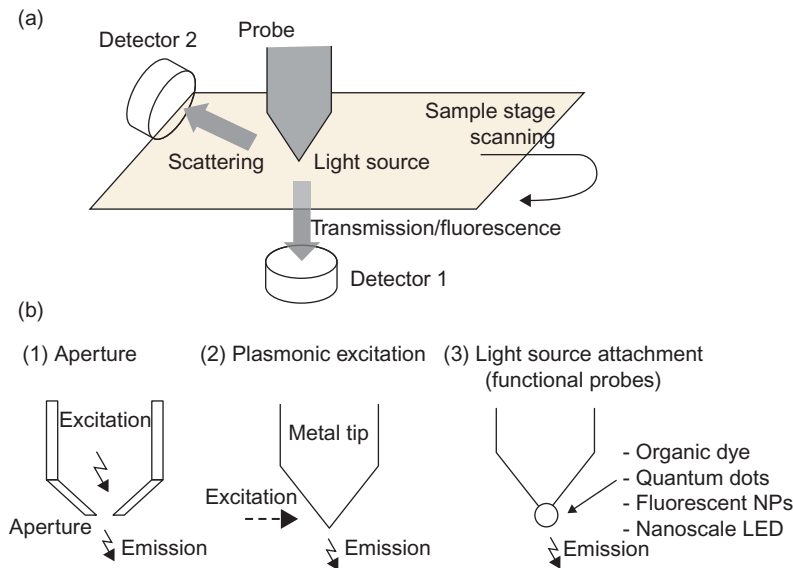 (a)
Probe
Detector 2
Sample stage
scanning
Scattering
Light source
Transmission/fluorescence
Detector 1
(b)
(1) Aperture
(2) Plasmonic excitation
(3) Light source attachment
(functional probes)
Excitation
Aperture
Emission
Metal tip
Excitation
Emission
- Organic dye
- Quantum dots
- Fluorescent NPs
- Nanoscale LED
Emission